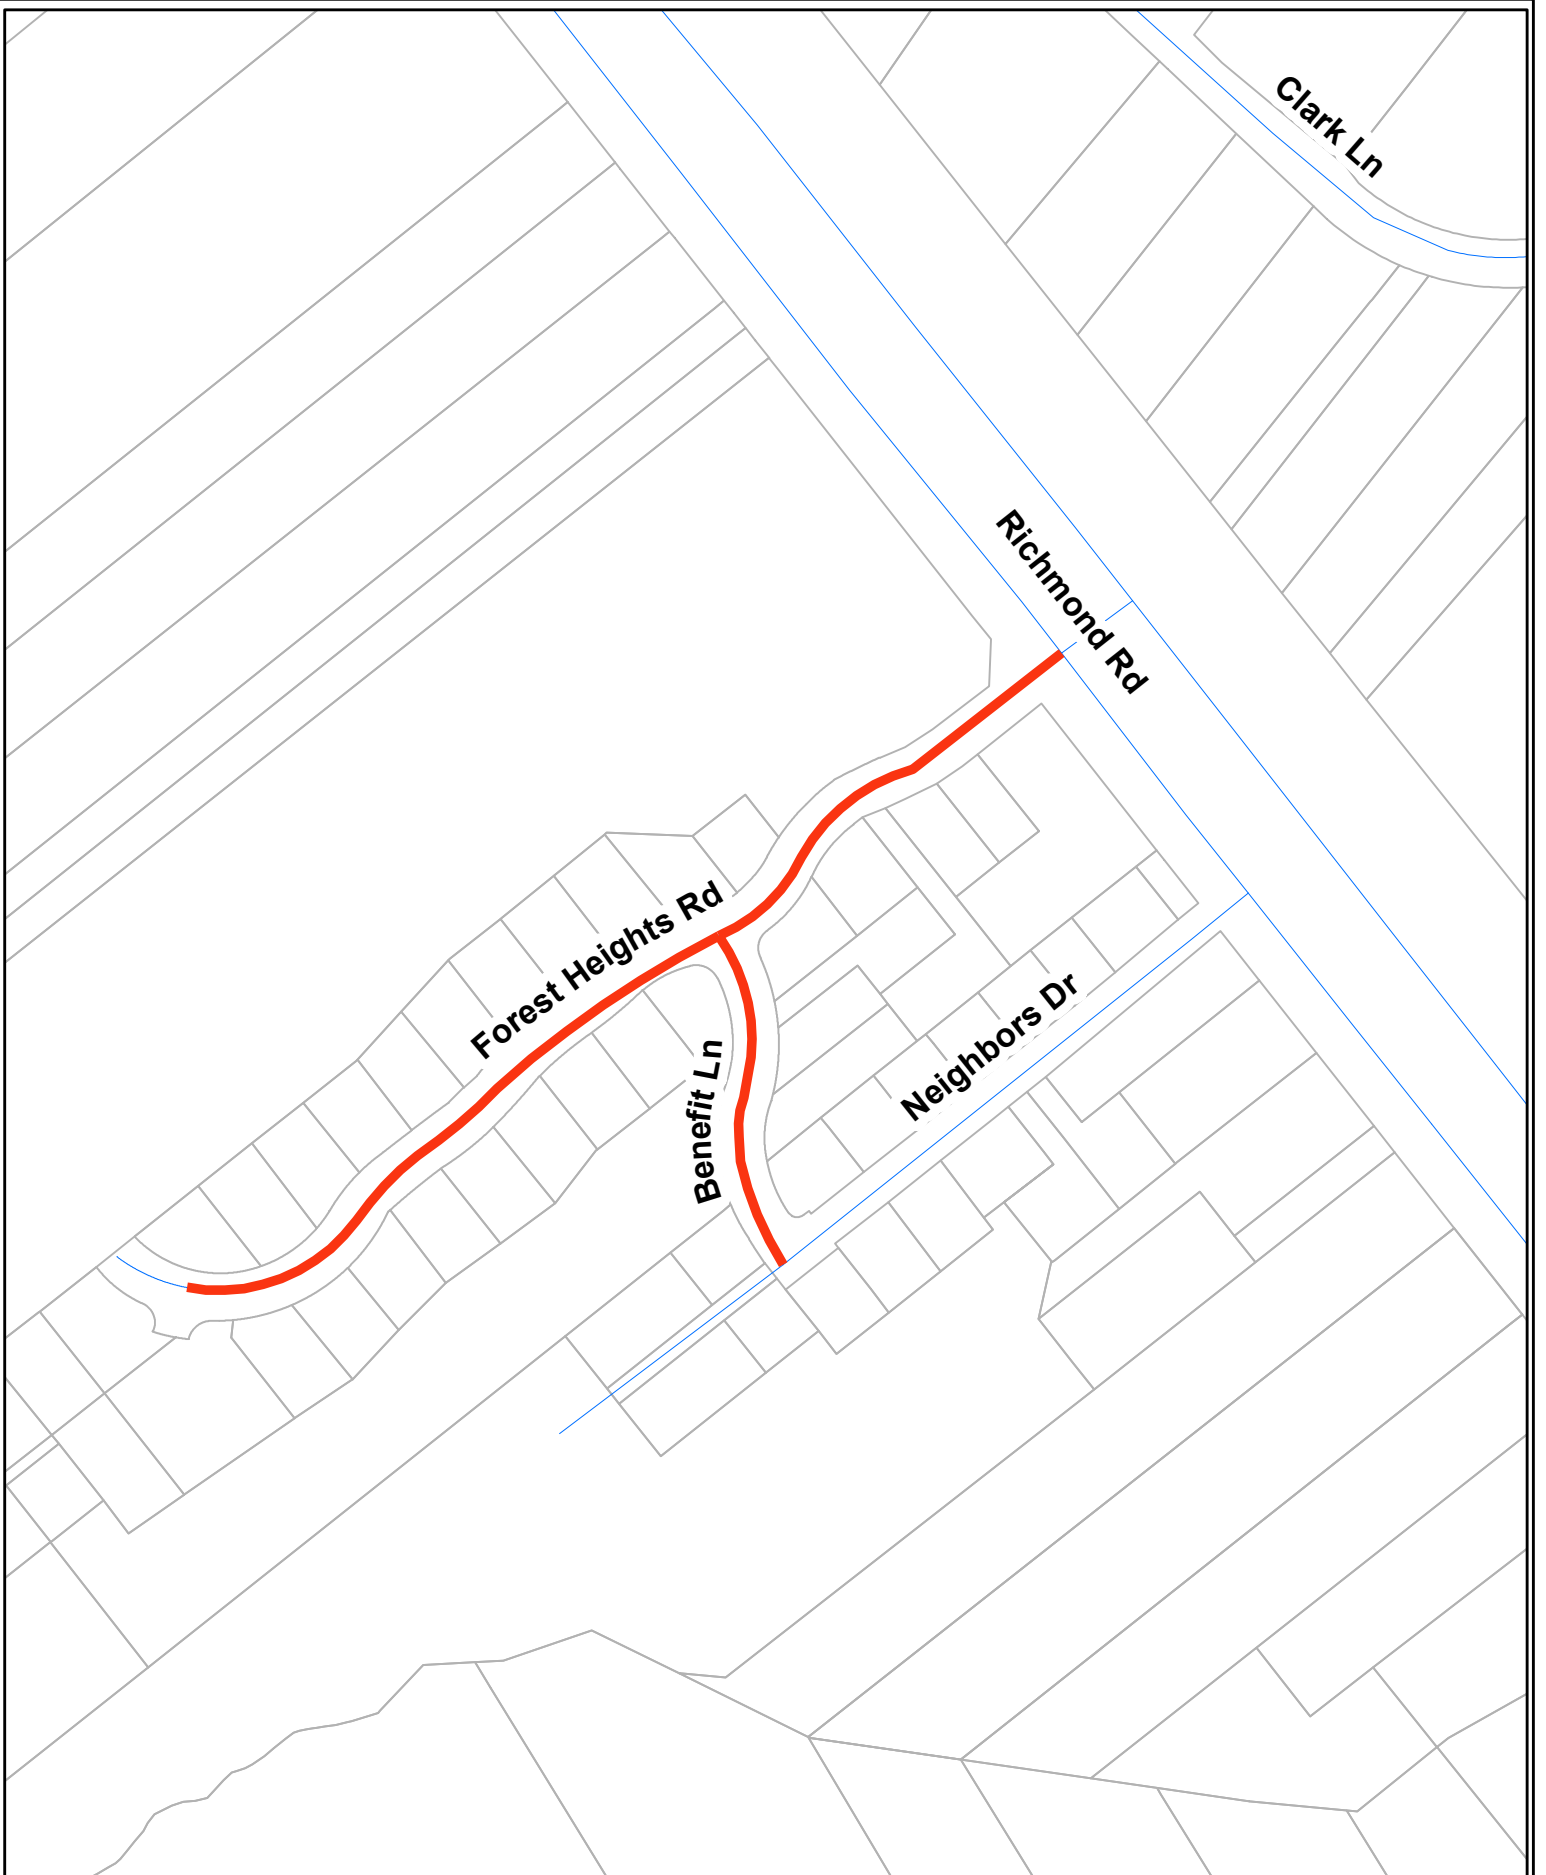 Clark Ln
Richmond Rd
Forest Heights Rd
Neighbors Dr
Benefit Ln